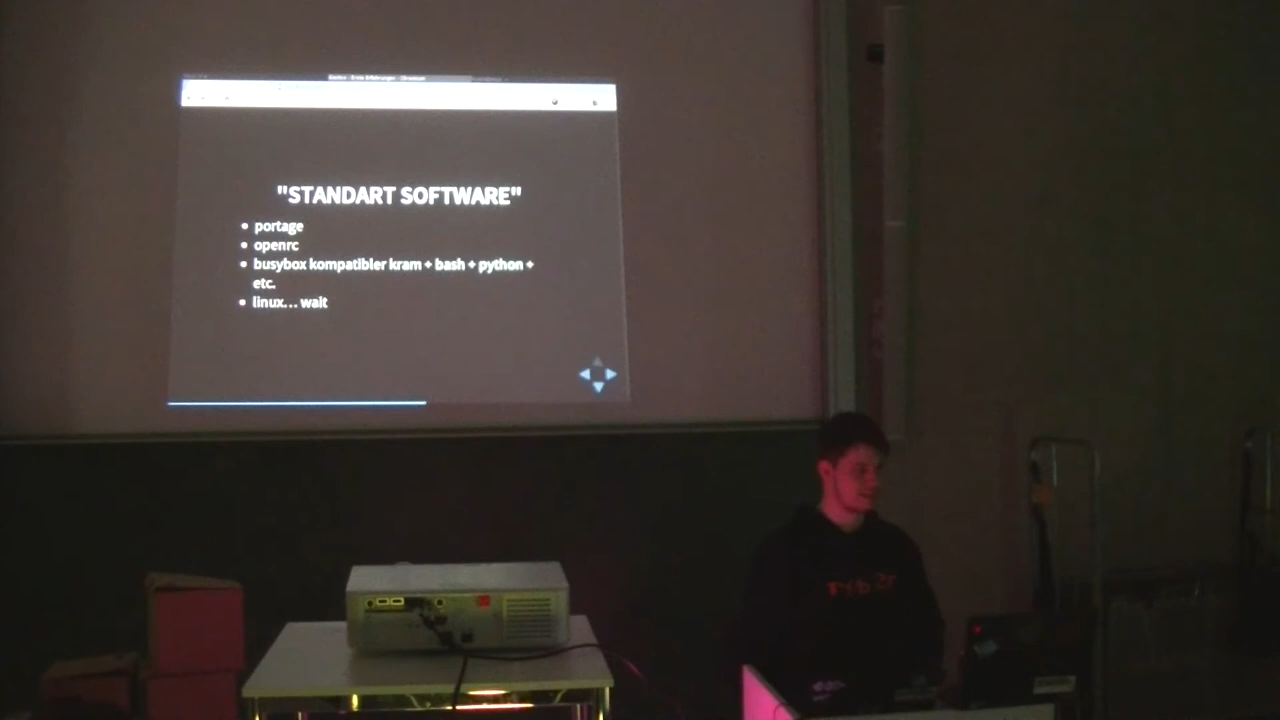 "STANDART SOFTWARE"
• portage
• openrc
• busybox kompatibler kram + bash + python +
etc.
• linux... wait